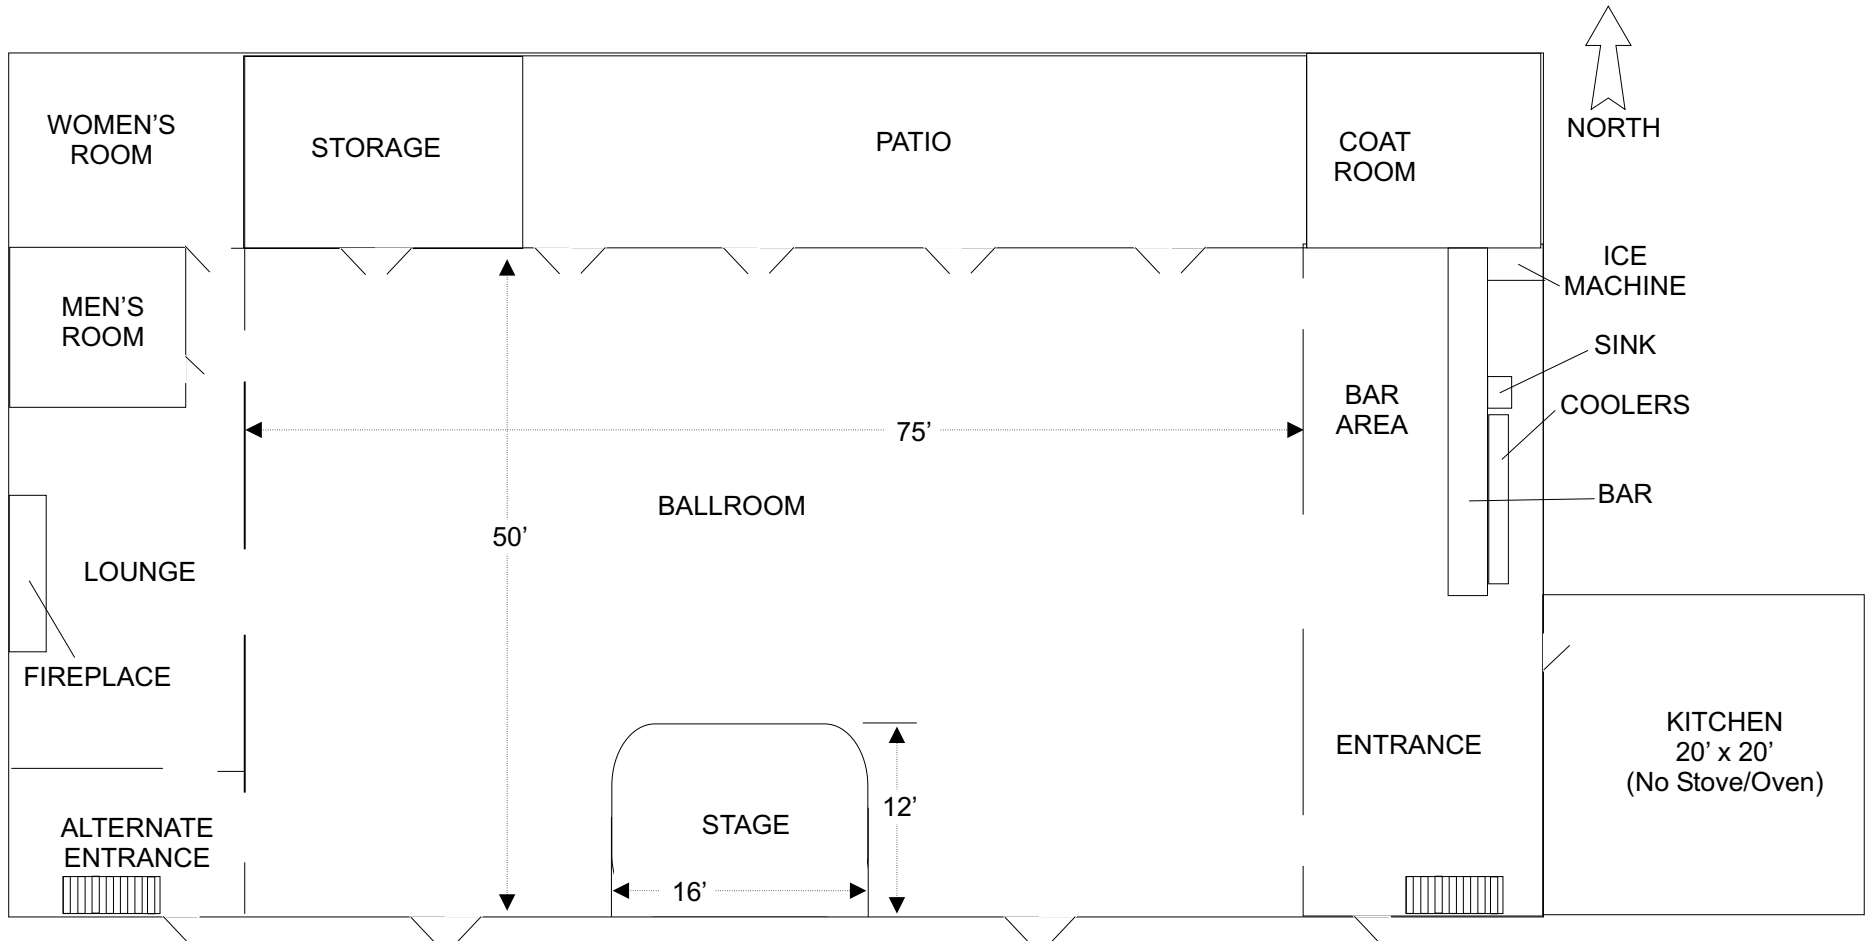 WOMEN’S
ROOM
STORAGE
PATIO
COAT
ROOM
NORTH
MEN’S
ROOM
ICE
MACHINE
SINK
BAR
AREA
COOLERS
75’
BALLROOM
BAR
50’
LOUNGE
FIREPLACE
ENTRANCE
KITCHEN
20’ x 20’
(No Stove/Oven)
ALTERNATE
ENTRANCE
STAGE
12’
16’